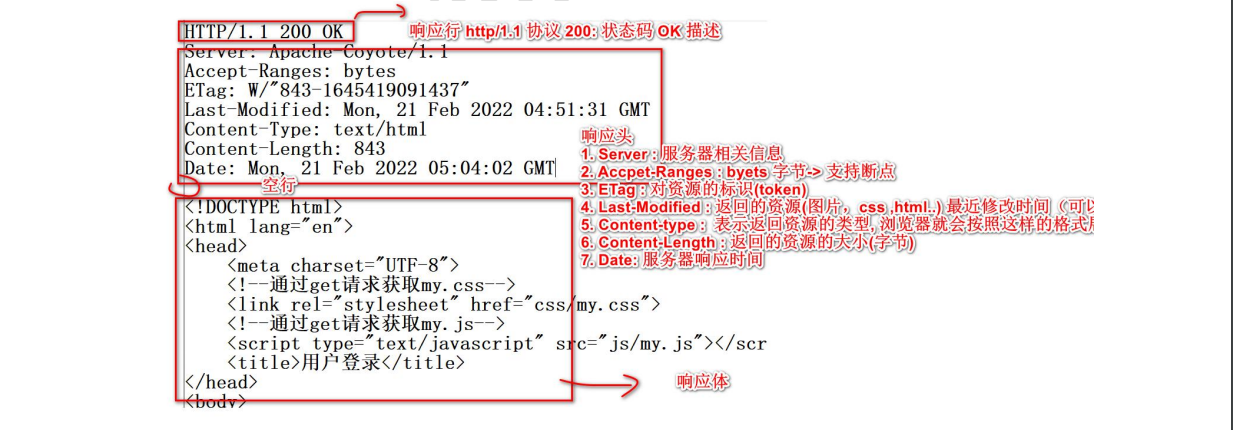 HTTP/1.1 200 OK
响应行 http/1.1 协议 200: 状态码 OK 描述
Server: Apache-Coyote/1.1
Accept-Ranges: bytes
ETag: W/"843-1645419091437"
Last-Modified: Mon, 21 Feb 2022 04:51:31 GMT
Content-Type: text/html
Content-Length: 843
Date: Mon, 21 Feb 2022 05:04:02 GMT
响应头
1. Server : 服务器相关信息
2. Accpet-Ranges : byets 字节-> 支持断点
3. ETag : 对资源的标识(token)
4. Last-Modified : 返回的资源(图片，css ,html..) 最近修改时间（可以
5. Content-type : 表示返回资源的类型, 浏览器就会按照这样的格式
6. Content-Length : 返回的资源的大小(字节)
7. Date: 服务器响应时间
空行
<!DOCTYPE html>
<html lang="en">
<head>
<meta charset="UTF-8">
<!--通过get请求获取my.css-->
<link rel="stylesheet" href="css/my.css">
<!--通过get请求获取my.js-->
<script type="text/javascript" src="js/my.js"></scr
<title>用户登录</title>
</head>
<body>
响应体